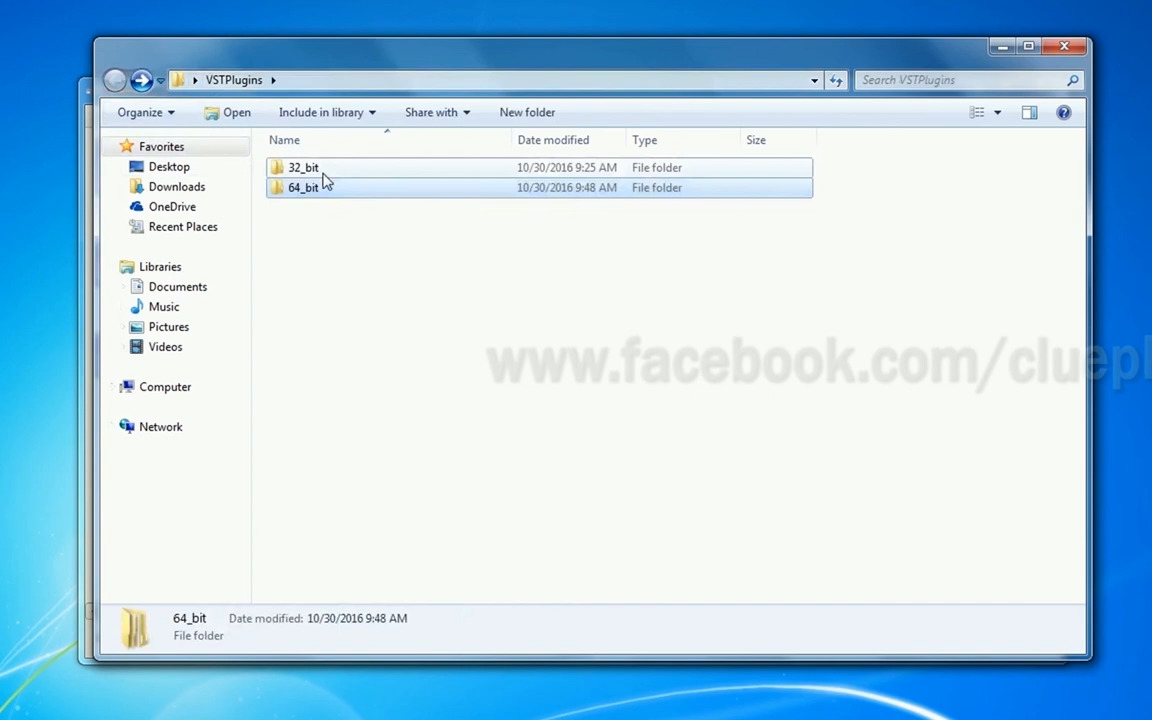 VSTPlugins
Search VSTPlugins
Organize Open Include in library Share with New folder
Name Date modified Type Size
Favorites
Desktop
Downloads
OneDrive
Recent Places
Libraries
Documents
Music
Pictures
Videos
Computer
Network
32_bit 10/30/2016 9:25 AM File folder
64_bit 10/30/2016 9:48 AM File folder
www.facebook.com/cluepl
64_bit Date modified: 10/30/2016 9:48 AM
File folder